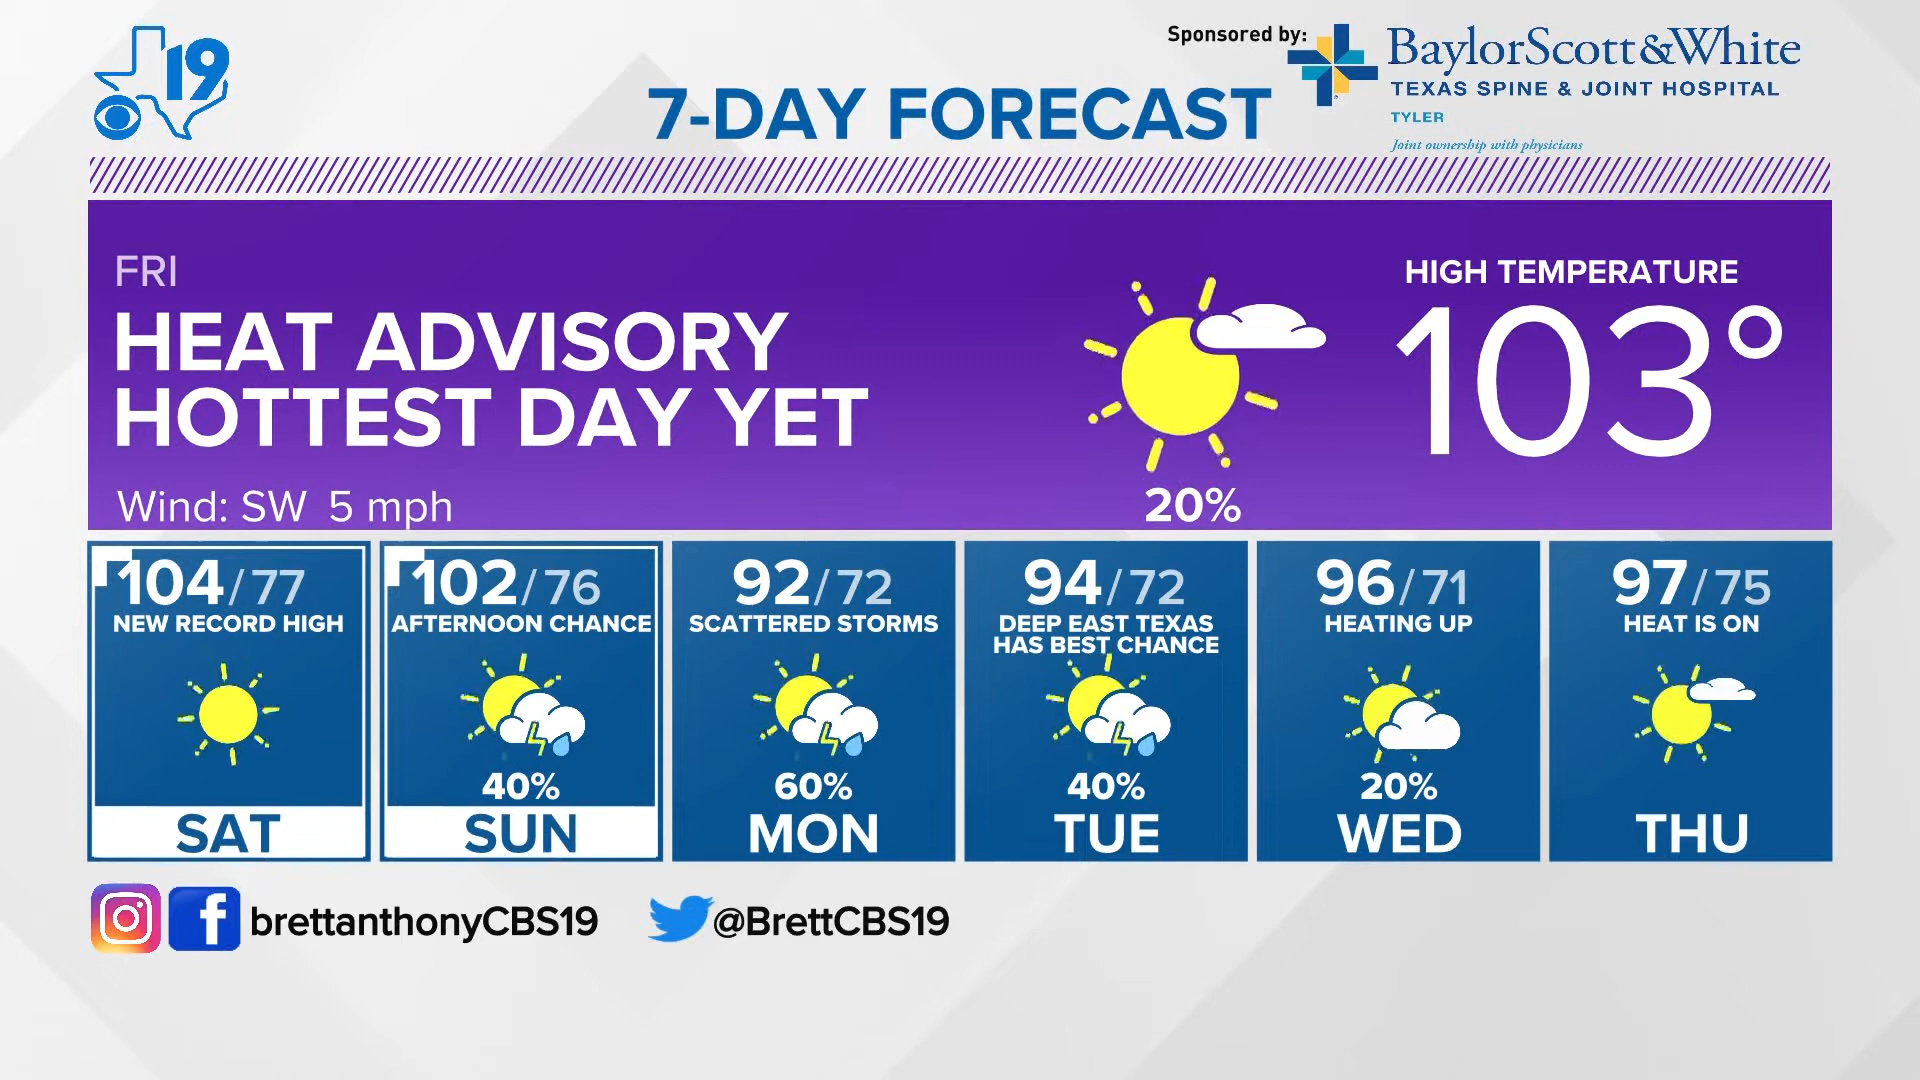 19
Sponsored by:
BaylorScott&White
TEXAS SPINE & JOINT HOSPITAL
TYLER
Joint ownership with physicians
7-DAY FORECAST
FRI
HEAT ADVISORY
HOTTEST DAY YET
Wind: SW 5 mph
20%
HIGH TEMPERATURE
103°
104/77
NEW RECORD HIGH
SAT
102/76
AFTERNOON CHANCE
40%
SUN
92/72
SCATTERED STORMS
60%
MON
94/72
DEEP EAST TEXAS
HAS BEST CHANCE
40%
TUE
96/71
HEATING UP
20%
WED
97/75
HEAT IS ON
THU
brettanthonyCBS19
@BrettCBS19